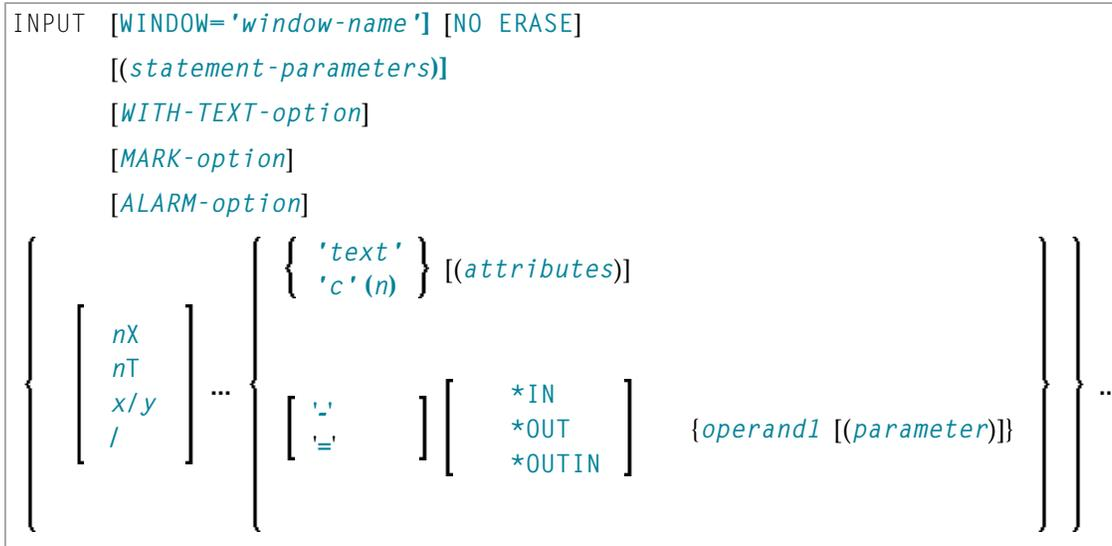 INPUT [WINDOW='window-name'] [NO ERASE]
[(statement-parameters)]
[WITH-TEXT-option]
[MARK-option]
[ALARM-option]
{ [ nX
nT
x/y
/ ] ... { { 'text'
'c' (n) } [(attributes)]
[ '-'
'=' ] [ *IN
*OUT
*OUTIN ] {operand1 [(parameter)]} } } ..